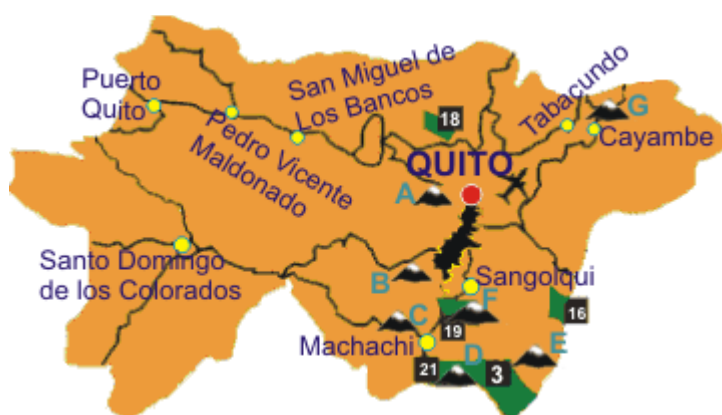 Puerto
Quito
San Miguel de
Los Bancos
Pedro Vicente
Maldonado
Tabacundo
18
G
Cayambe
QUITO
A
Santo Domingo
de los Colorados
B
Sangolqui
F
C
19
16
Machachi
D
E
21
3